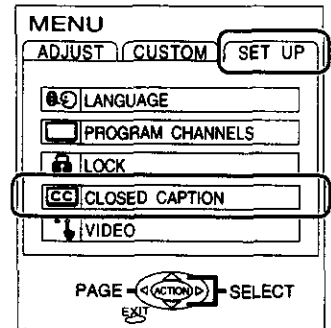 MENU
ADJUST CUSTOM SET UP
LANGUAGE
PROGRAM CHANNELS
LOCK
CC CLOSED CAPTION
VIDEO
PAGE ACTION SELECT
EXIT